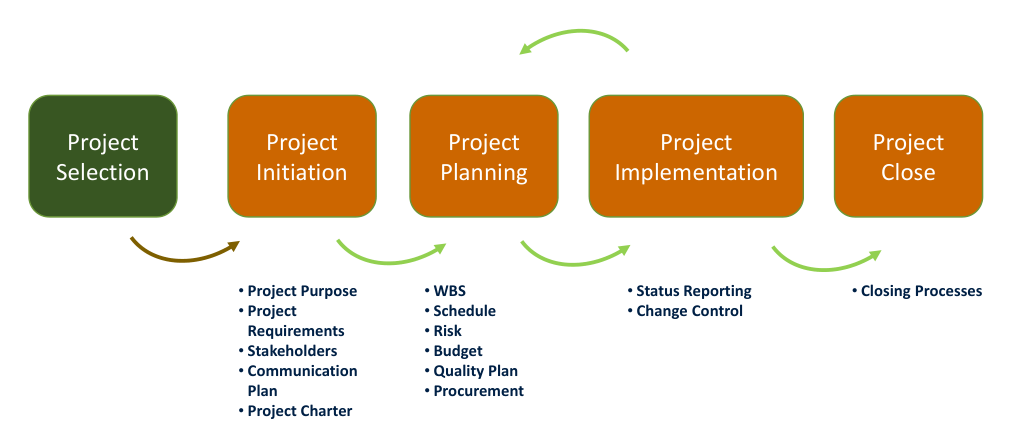 Project
Selection
Project
Initiation
Project
Planning
Project
Implementation
Project
Close
• Project Purpose
• Project
Requirements
• Stakeholders
• Communication
Plan
• Project Charter
• WBS
• Schedule
• Risk
• Budget
• Quality Plan
• Procurement
• Status Reporting
• Change Control
• Closing Processes